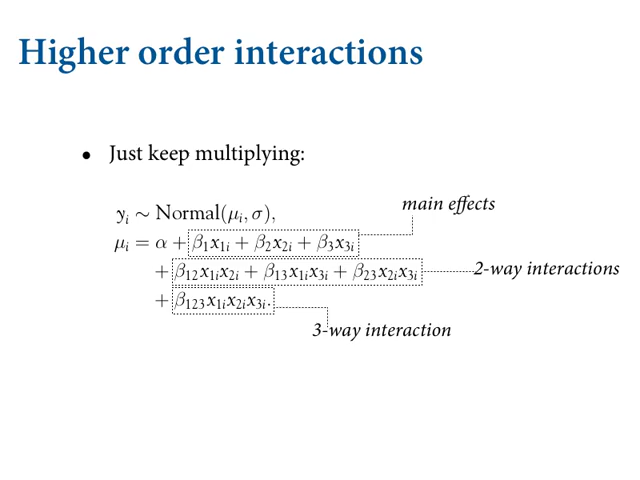 Higher order interactions
• Just keep multiplying:
yᵢ ~ Normal(μᵢ, σ),
main effects
μᵢ = α + β₁x₁ᵢ + β₂x₂ᵢ + β₃x₃ᵢ
+ β₁₂x₁ᵢx₂ᵢ + β₁₃x₁ᵢx₃ᵢ + β₂₃x₂ᵢx₃ᵢ
2-way interactions
+ β₁₂₃x₁ᵢx₂ᵢx₃ᵢ.
3-way interaction